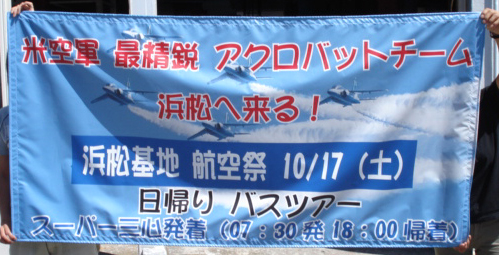 米空軍 最精鋭 アクロバットチーム
浜松へ来る！
浜松基地 航空祭 10/17（土）
日帰り バスツアー
スーパー三心発着（07：30発18：00帰着）